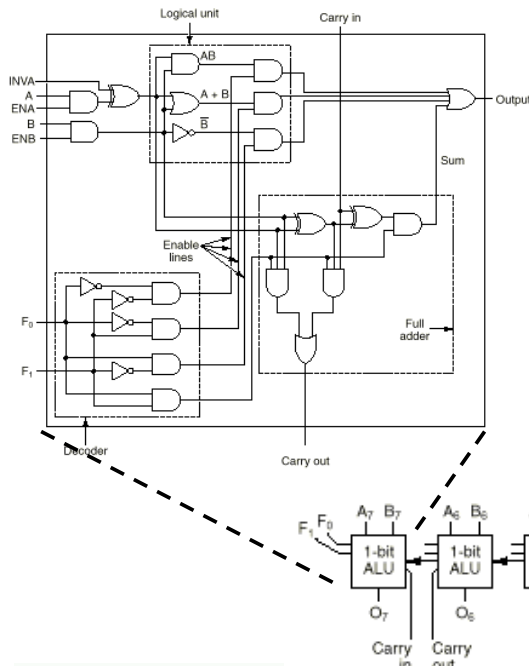 Logical unit
Carry in
INVA
A
ENA
B
ENB
AB
A + B
B
Output
Sum
Enable
lines
F0
F1
Full
adder
Decoder
Carry out
F1 F0
A7 B7
A6 B6
1-bit
ALU
1-bit
ALU
O7
O6
Carry
in
Carry
out